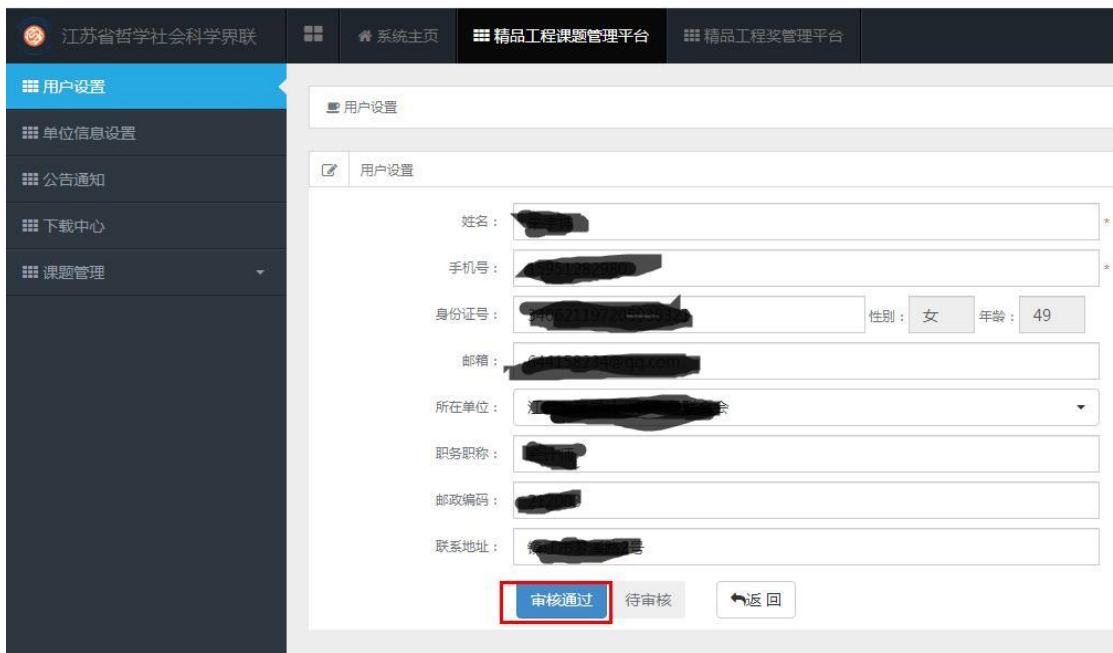 江苏省哲学社会科学界联
系统主页
精品工程课题管理平台
精品工程奖管理平台
用户设置
单位信息设置
公告通知
下载中心
课题管理
用户设置
用户设置
姓名：
*
手机号：
*
身份证号：
性别： 女 年龄： 49
邮箱：
所在单位：
职务职称：
邮政编码：
联系地址：
审核通过 待审核 返 回